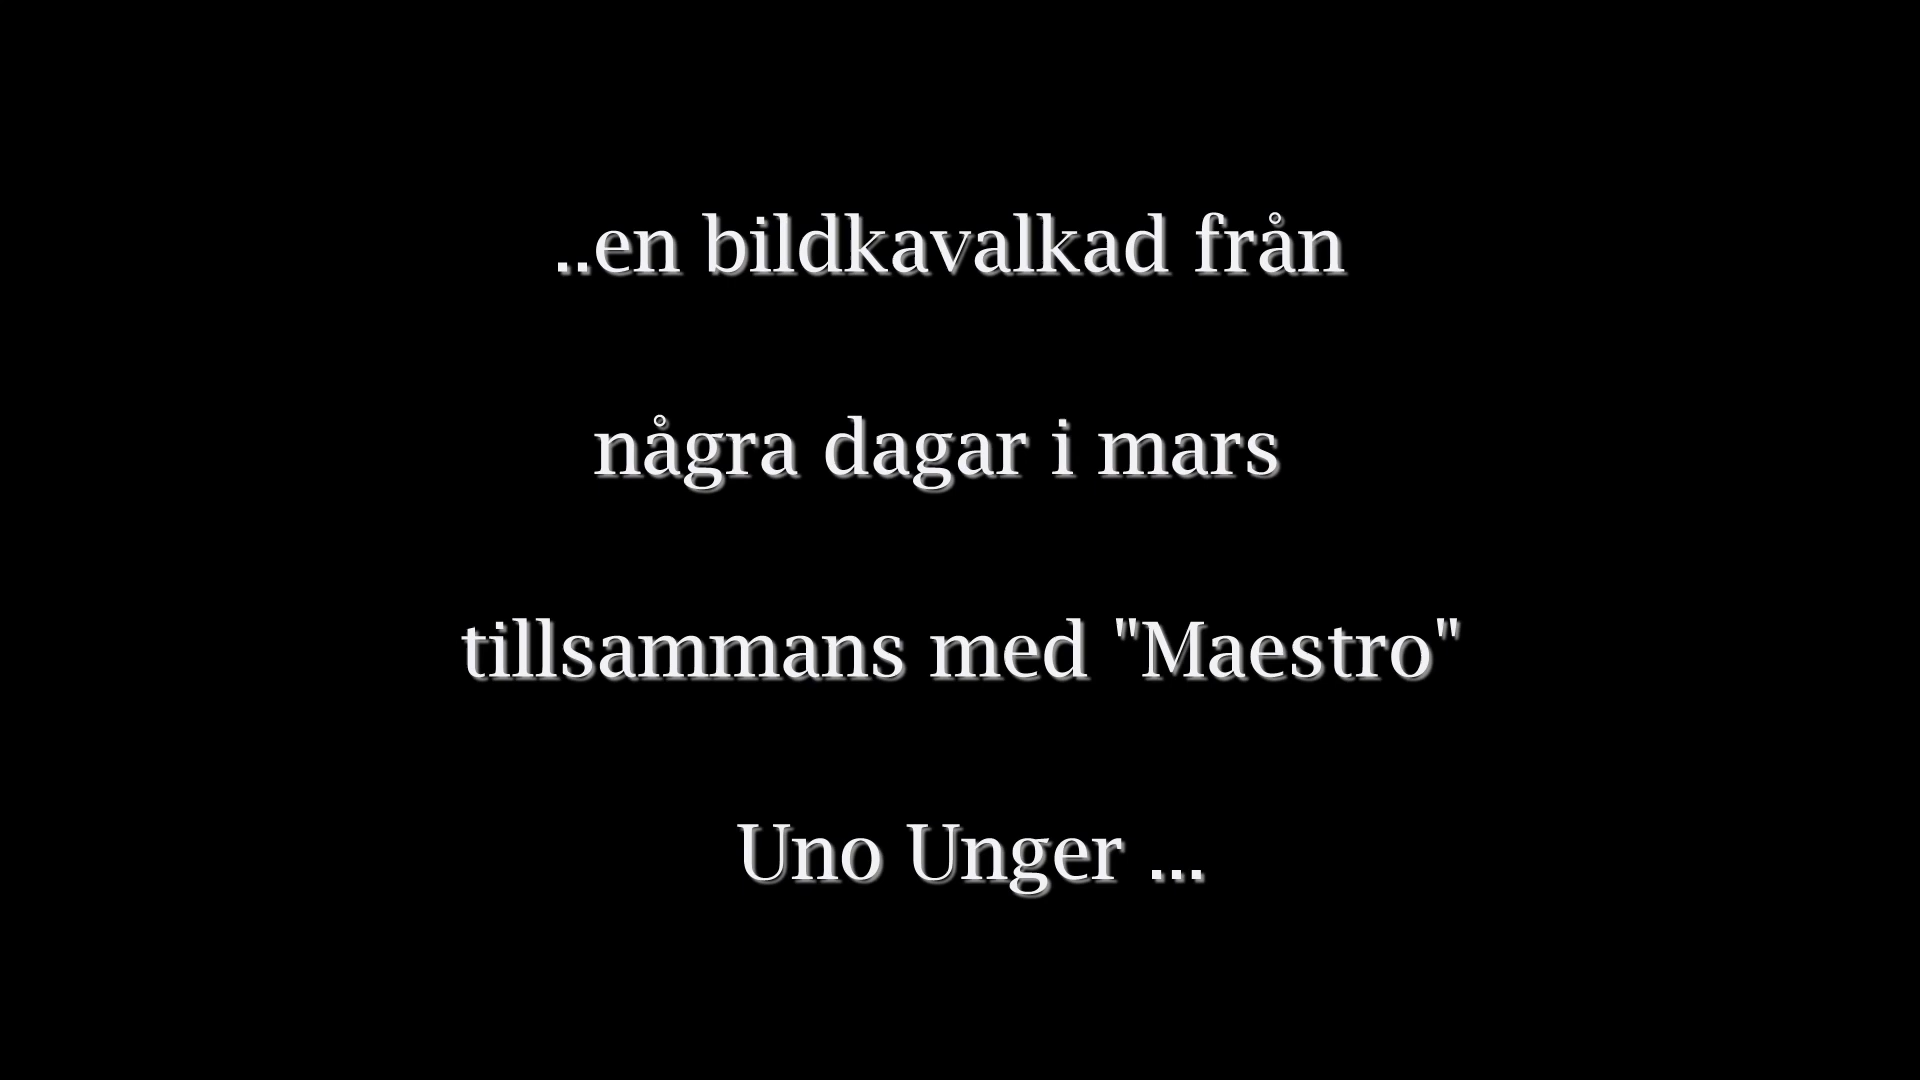 ..en bildkavalkad från
några dagar i mars
tillsammans med "Maestro"
Uno Unger ...